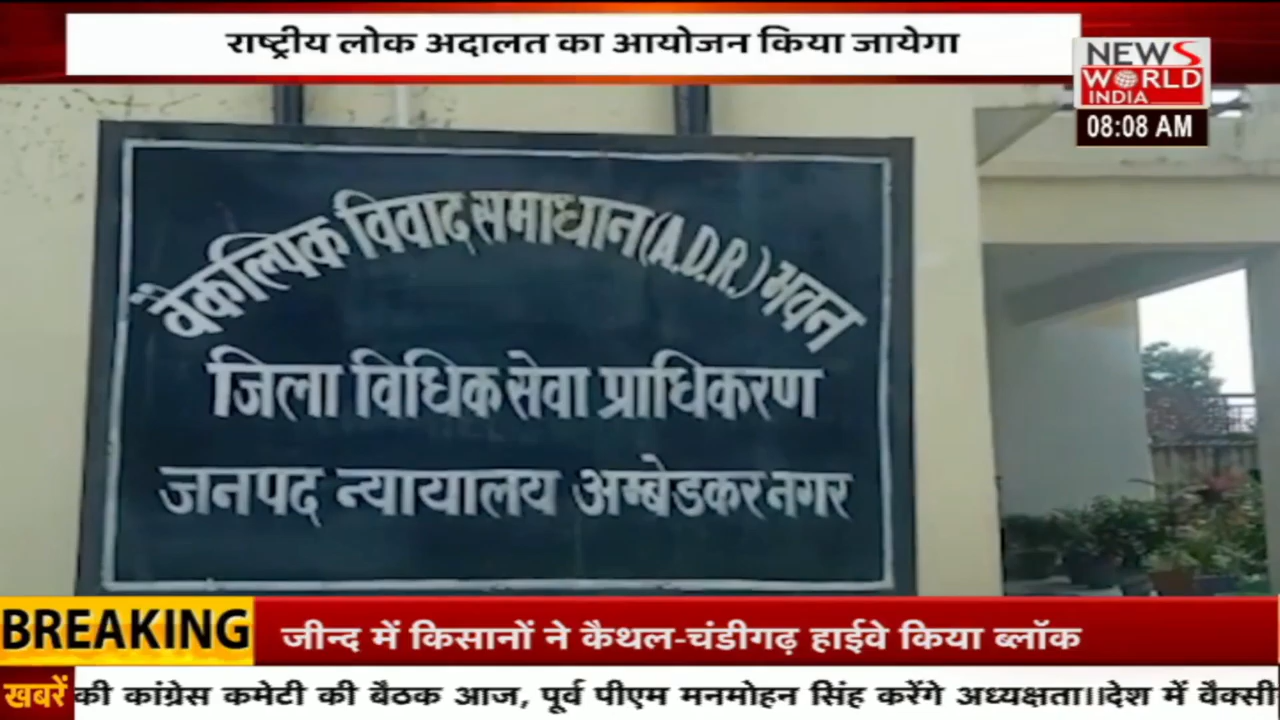 राष्ट्रीय लोक अदालत का आयोजन किया जायेगा
NEWS
WORLD
INDIA
08:08 AM
वैकल्पिक विवाद समाधान (A.D.R.) भवन
जिला विधिक सेवा प्राधिकरण
जनपद न्यायालय अम्बेडकर नगर
BREAKING जीन्द में किसानों ने कैथल-चंडीगढ़ हाईवे किया ब्लॉक
खबरें की कांग्रेस कमेटी की बैठक आज, पूर्व पीएम मनमोहन सिंह करेंगे अध्यक्षता।।देश में वैक्सी